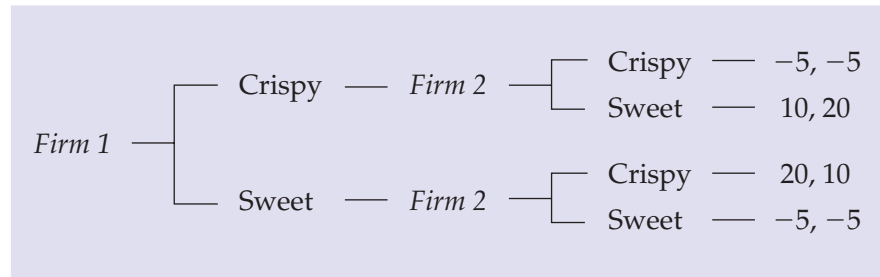 Crispy — −5, −5
Crispy — Firm 2
Sweet — 10, 20
Firm 1
Crispy — 20, 10
Sweet — Firm 2
Sweet — −5, −5